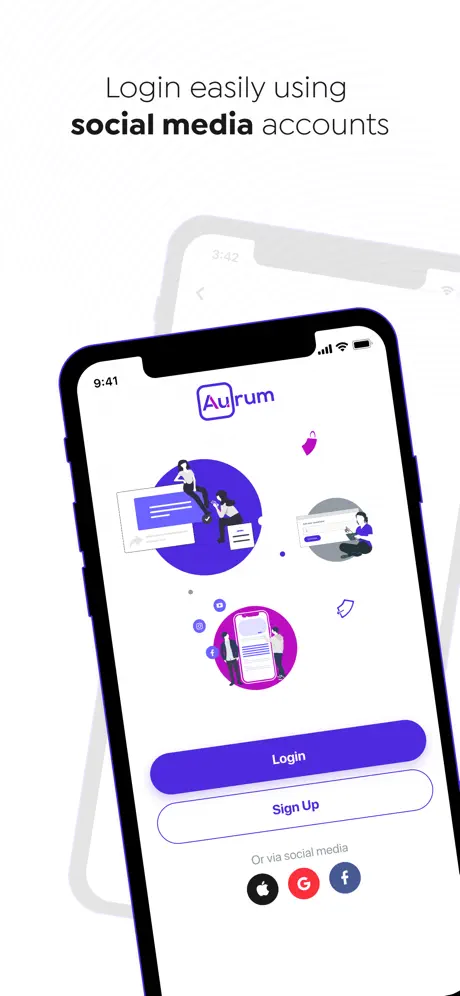 Login easily using
social media accounts
3:42
9:41
Aurum
Login
Sign Up
Or via social media